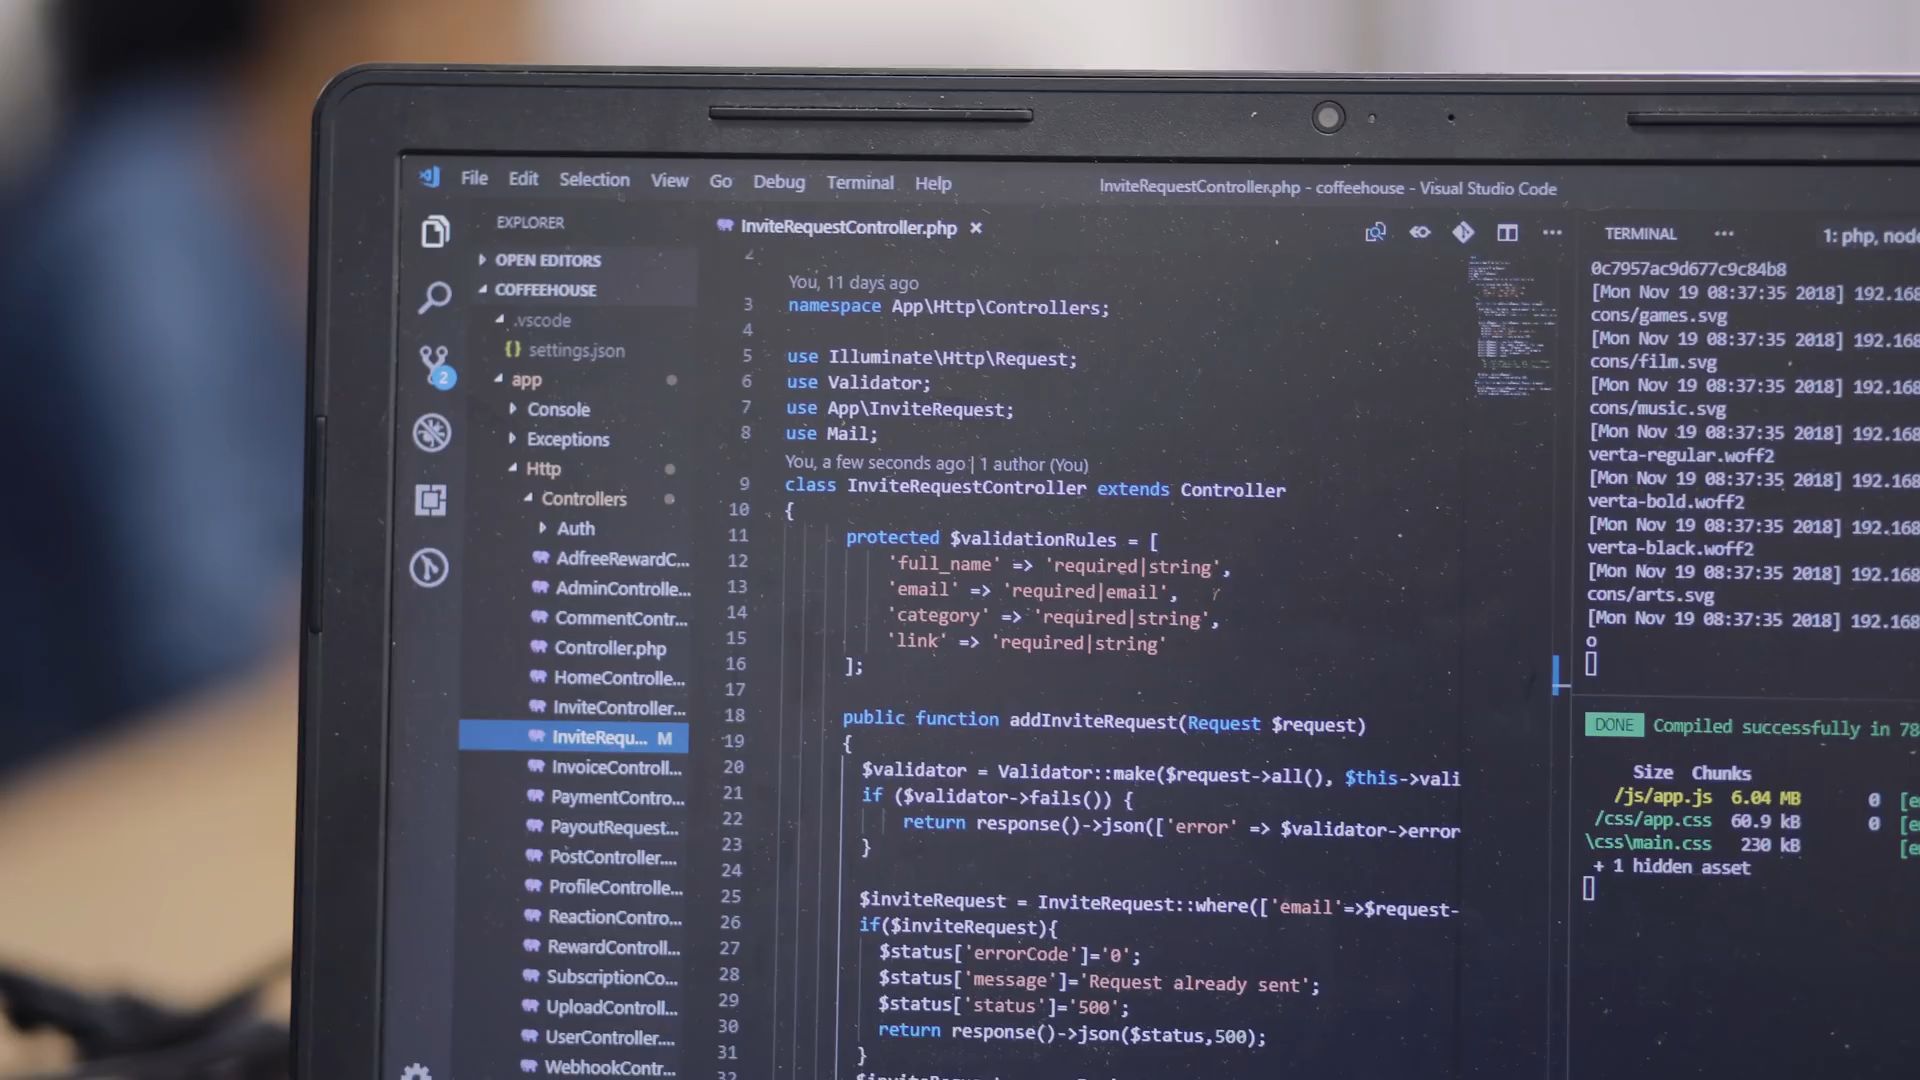 File Edit Selection View Go Debug Terminal Help
InviteRequestController.php - coffeehouse - Visual Studio Code
EXPLORER
OPEN EDITORS
COFFEEHOUSE
.vscode
{} settings.json
app
Console
Exceptions
Http
Controllers
Auth
AdfreeRewardC...
AdminControlle...
CommentContr...
Controller.php
HomeControlle...
InviteController...
InviteRequ... M
InvoiceControll...
PaymentContro...
PayoutRequest...
PostController....
ProfileControlle...
ReactionContro...
RewardControll...
SubscriptionCo...
UploadControll...
UserController....
WebhookContr...
2
InviteRequestController.php ×
2
You, 11 days ago
3 namespace App\Http\Controllers;
4
5 use Illuminate\Http\Request;
6 use Validator;
7 use App\InviteRequest;
8 use Mail;
You, a few seconds ago | 1 author (You)
9 class InviteRequestController extends Controller
10 {
11 protected $validationRules = [
12 'full_name' => 'required|string',
13 'email' => 'required|email',
14 'category' => 'required|string',
15 'link' => 'required|string'
16 ];
17
18 public function addInviteRequest(Request $request)
19 {
20 $validator = Validator::make($request->all(), $this->vali
21 if ($validator->fails()) {
22 return response()->json(['error' => $validator->error
23 }
24
25 $inviteRequest = InviteRequest::where(['email'=>$request-
26 if($inviteRequest){
27 $status['errorCode']='0';
28 $status['message']='Request already sent';
29 $status['status']='500';
30 return response()->json($status,500);
31 }
32
TERMINAL ... 1: php, node
0c7957ac9d677c9c84b8
[Mon Nov 19 08:37:35 2018] 192.168
cons/games.svg
[Mon Nov 19 08:37:35 2018] 192.168
cons/film.svg
[Mon Nov 19 08:37:35 2018] 192.168
cons/music.svg
[Mon Nov 19 08:37:35 2018] 192.168
verta-regular.woff2
[Mon Nov 19 08:37:35 2018] 192.168
verta-bold.woff2
[Mon Nov 19 08:37:35 2018] 192.168
verta-black.woff2
[Mon Nov 19 08:37:35 2018] 192.168
cons/arts.svg
[Mon Nov 19 08:37:35 2018] 192.168
o
DONE Compiled successfully in 78
Size Chunks
/js/app.js 6.04 MB 0 [e
/css/app.css 60.9 kB 0 [e
\css\main.css 230 kB [e
+ 1 hidden asset